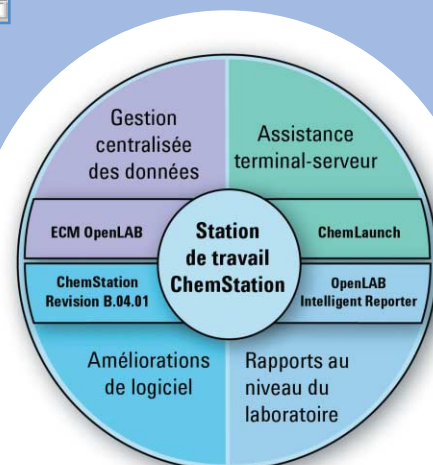 Gestion
centralisée
des données
Assistance
terminal-serveur
ECM OpenLAB
Station
de travail
ChemStation
ChemLaunch
ChemStation
Revision B.04.01
OpenLAB
Intelligent Reporter
Améliorations
de logiciel
Rapports au
niveau du
laboratoire